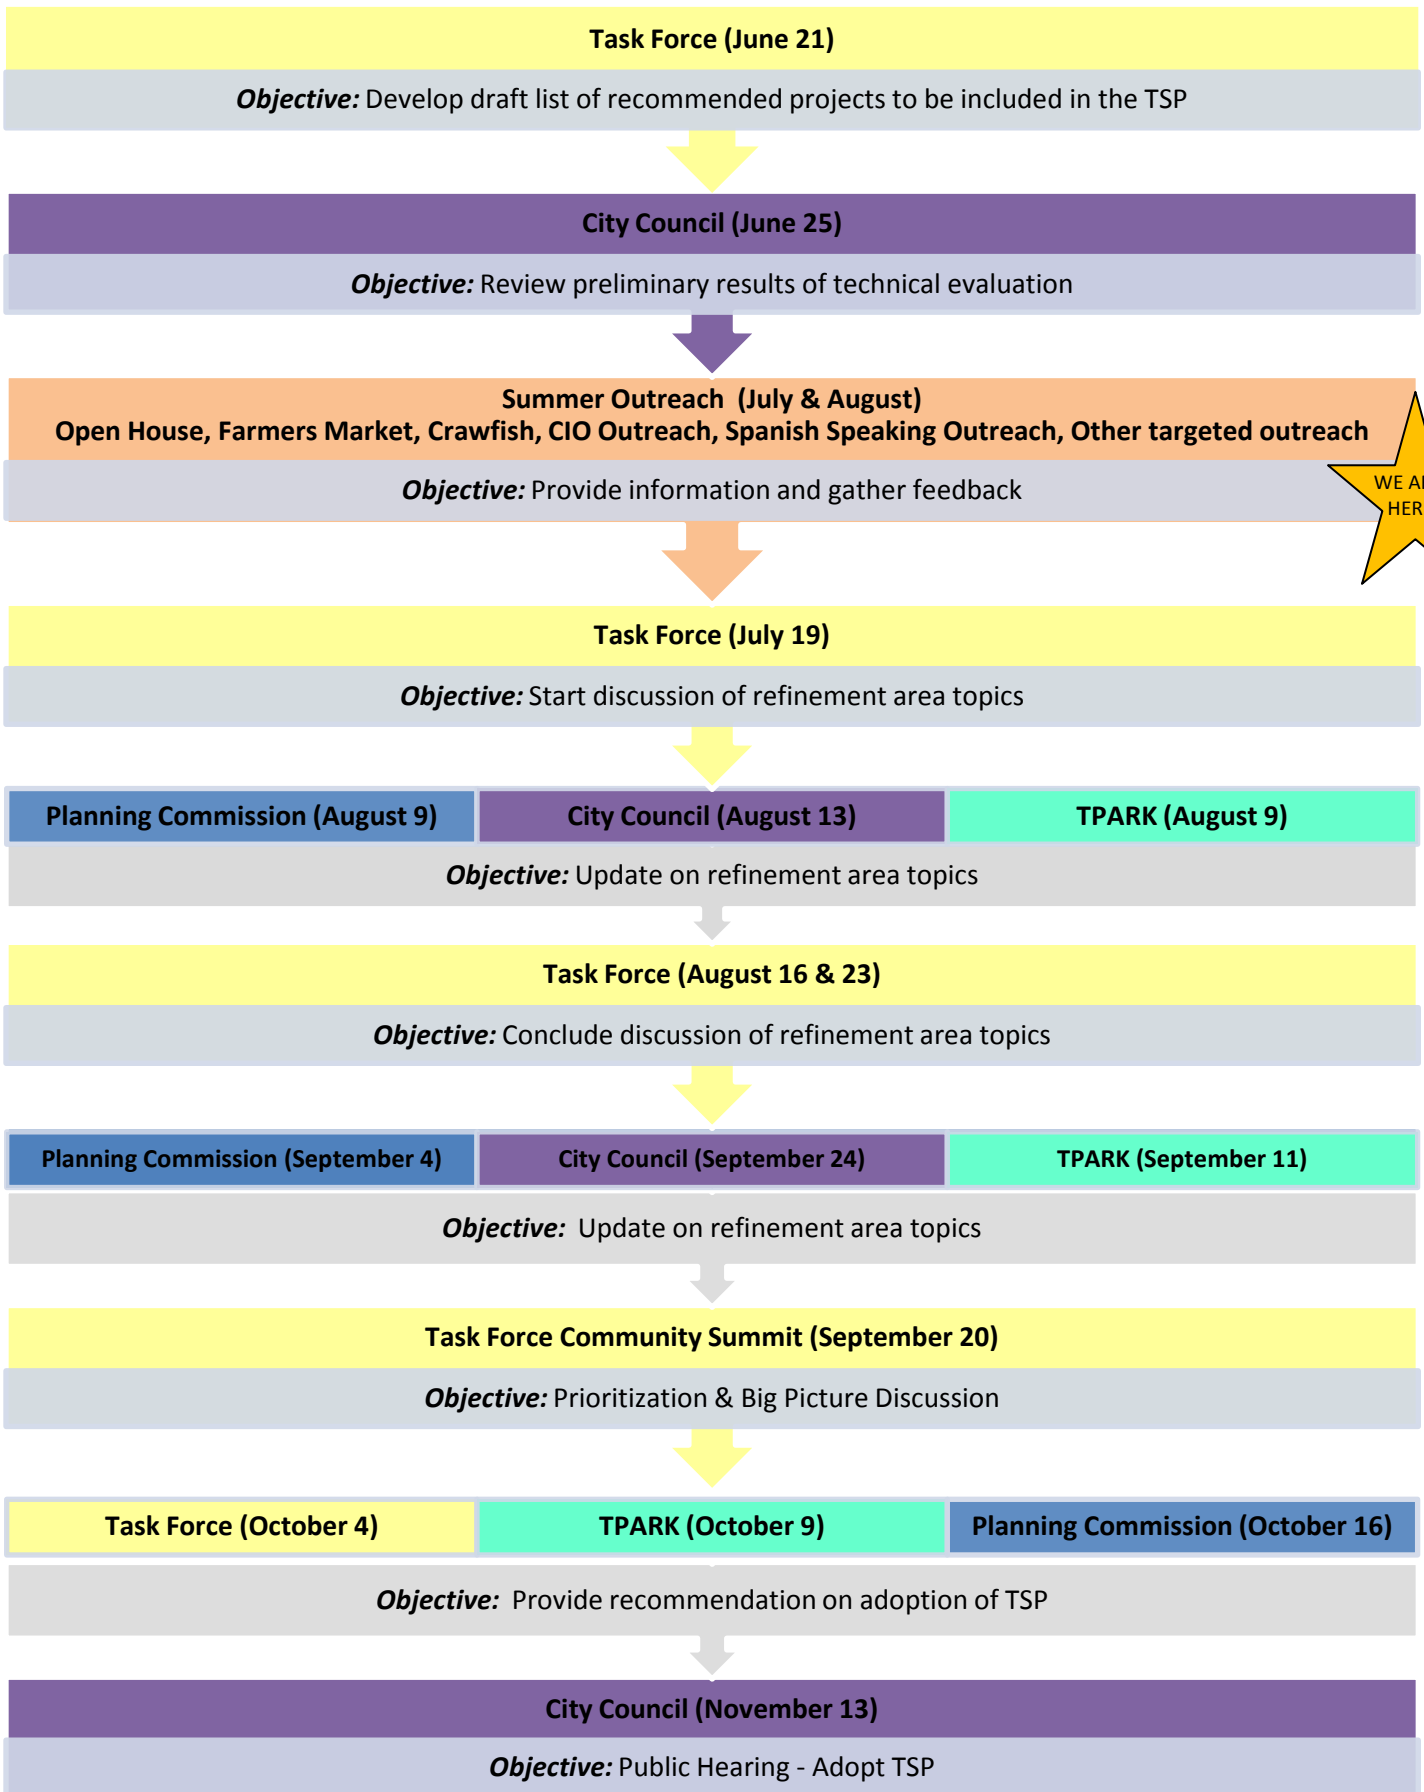 Task Force (June 21)
Objective: Develop draft list of recommended projects to be included in the TSP
City Council (June 25)
Objective: Review preliminary results of technical evaluation
Summer Outreach (July & August)
Open House, Farmers Market, Crawfish, CIO Outreach, Spanish Speaking Outreach, Other targeted outreach
Objective: Provide information and gather feedback
WE
Task Force (July 19)
Objective: Start discussion of refinement area topics
Planning Commission (August 9) City Council (August 13) TPARK (August 9)
Objective: Update on refinement area topics
Task Force (August 16 & 23)
Objective: Conclude discussion of refinement area topics
Planning Commission (September 4) City Council (September 24) TPARK (September 11)
Objective: Update on refinement area topics
Task Force Community Summit (September 20)
Objective: Prioritization & Big Picture Discussion
Task Force (October 4) TPARK (October 9) Planning Commission (October 16)
Objective: Provide recommendation on adoption of TSP
City Council (November 13)
Objective: Public Hearing - Adopt TSP